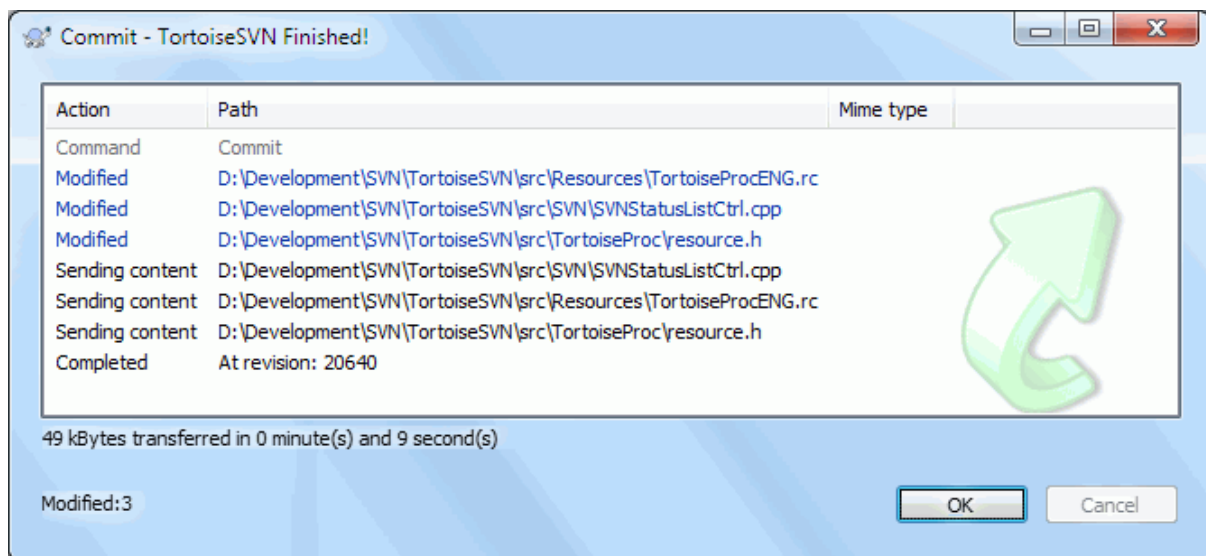 Commit - TortoiseSVN Finished!
Action Path Mime type
Command Commit
Modified D:\Development\SVN\TortoiseSVN\src\Resources\TortoiseProcENG.rc
Modified D:\Development\SVN\TortoiseSVN\src\SVN\SVNStatusListCtrl.cpp
Modified D:\Development\SVN\TortoiseSVN\src\TortoiseProc\resource.h
Sending content D:\Development\SVN\TortoiseSVN\src\SVN\SVNStatusListCtrl.cpp
Sending content D:\Development\SVN\TortoiseSVN\src\Resources\TortoiseProcENG.rc
Sending content D:\Development\SVN\TortoiseSVN\src\TortoiseProc\resource.h
Completed At revision: 20640
49 kBytes transferred in 0 minute(s) and 9 second(s)
Modified:3
OK Cancel